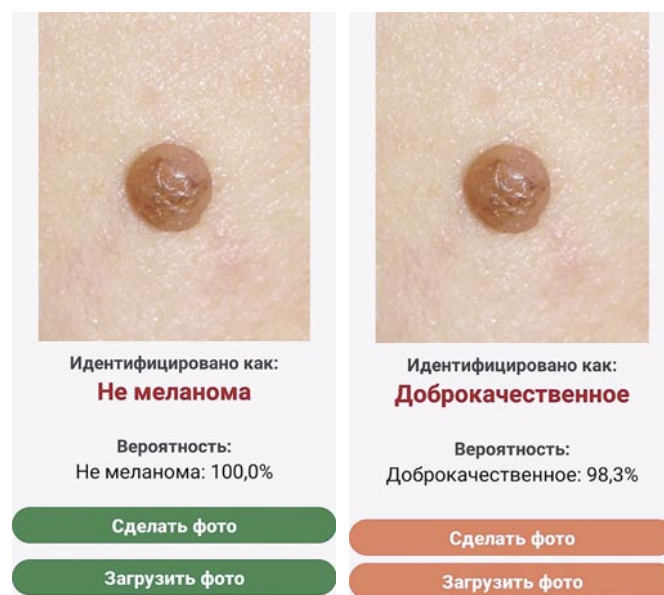 Идентифицировано как:
Не меланома
Вероятность:
Не меланома: 100,0%
Сделать фото
Загрузить фото
Идентифицировано как:
Доброкачественное
Вероятность:
Доброкачественное: 98,3%
Сделать фото
Загрузить фото